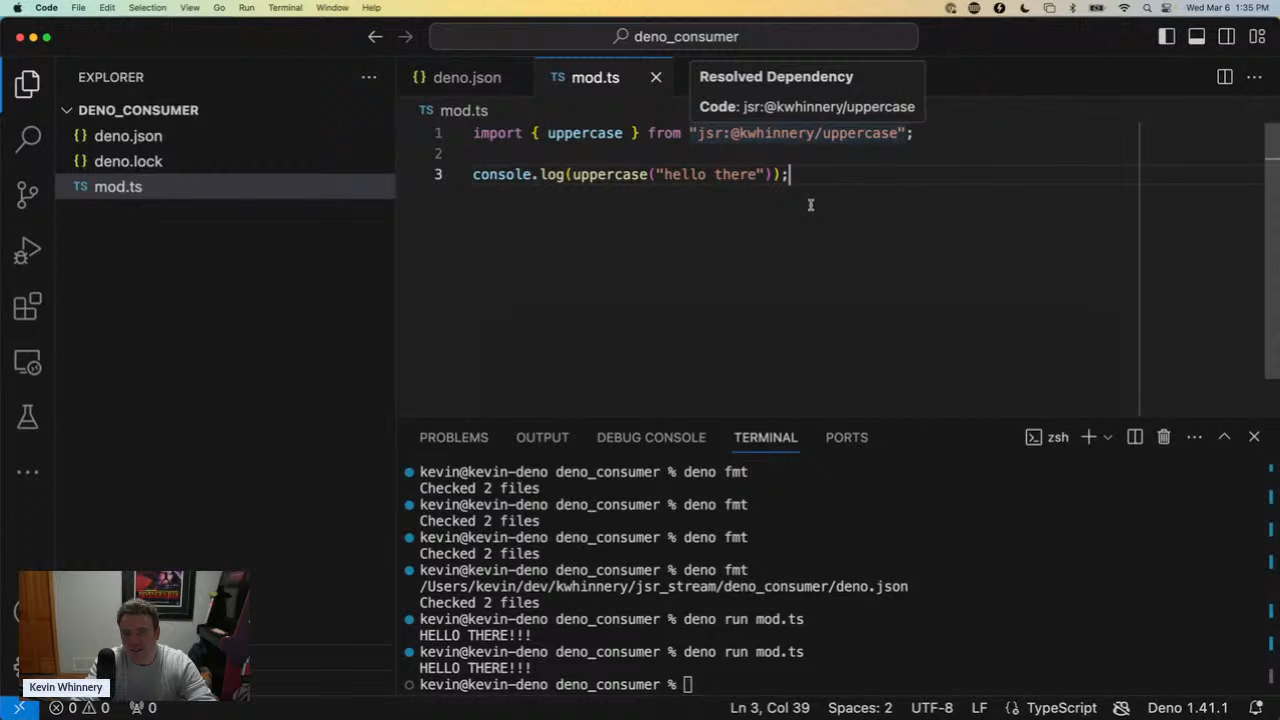 Code File Edit Selection View Go Run Terminal Window Help
Wed Mar 6 1:35 PM
deno_consumer
EXPLORER
DENO_CONSUMER
{} deno.json
{} deno.lock
TS mod.ts
{} deno.json
TS mod.ts
TS mod.ts
Resolved Dependency
Code: jsr:@kwhinnery/uppercase
1 import { uppercase } from "jsr:@kwhinnery/uppercase";
2
3 console.log(uppercase("hello there"));
PROBLEMS OUTPUT DEBUG CONSOLE TERMINAL PORTS
zsh
kevin@kevin-deno deno_consumer % deno fmt
Checked 2 files
kevin@kevin-deno deno_consumer % deno fmt
Checked 2 files
kevin@kevin-deno deno_consumer % deno fmt
Checked 2 files
kevin@kevin-deno deno_consumer % deno fmt
/Users/kevin/dev/kwhinnery/jsr_stream/deno_consumer/deno.json
Checked 2 files
kevin@kevin-deno deno_consumer % deno run mod.ts
HELLO THERE!!!
kevin@kevin-deno deno_consumer % deno run mod.ts
HELLO THERE!!!
kevin@kevin-deno deno_consumer %
Kevin Whinnery
0 0 0
Ln 3, Col 39 Spaces: 2 UTF-8 LF {} TypeScript Deno 1.41.1